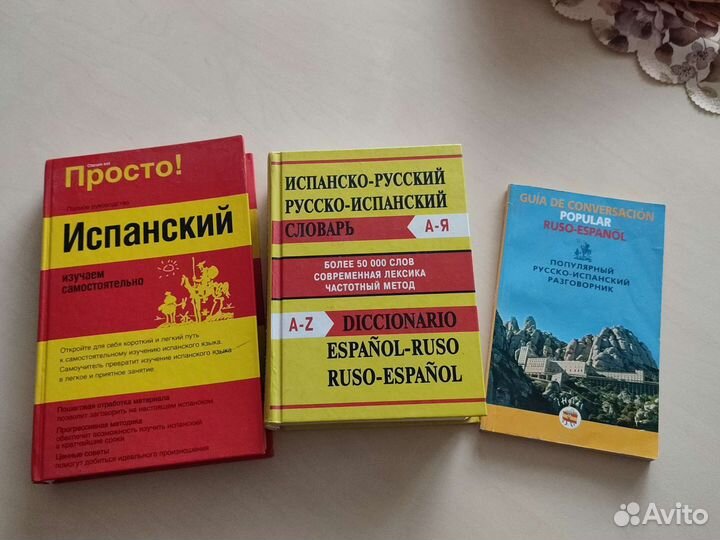 Просто!
Полное руководство
Испанский
изучаем
самостоятельно
Откройте для себя короткий и легкий путь
к самостоятельному изучению испанского языка.
Самоучитель превратит изучение испанского языка
в легкое и приятное занятие.
Пошаговая отработка материала
позволят заговорить на настоящем испанском
Прогрессивная методика
обеспечит возможность изучить испанский
в кратчайшие сроки
Ценные советы
помогут добиться идеального произношения
ИСПАНСКО-РУССКИЙ
РУССКО-ИСПАНСКИЙ
СЛОВАРЬ
А-Я
БОЛЕЕ 50 000 СЛОВ
СОВРЕМЕННАЯ ЛЕКСИКА
ЧАСТОТНЫЙ МЕТОД
A-Z
DICCIONARIO
ESPAÑOL-RUSO
RUSO-ESPAÑOL
GUÍA DE CONVERSACIÓN
POPULAR
RUSO-ESPAÑOL
ПОПУЛЯРНЫЙ
РУССКО-ИСПАНСКИЙ
РАЗГОВОРНИК
Avito